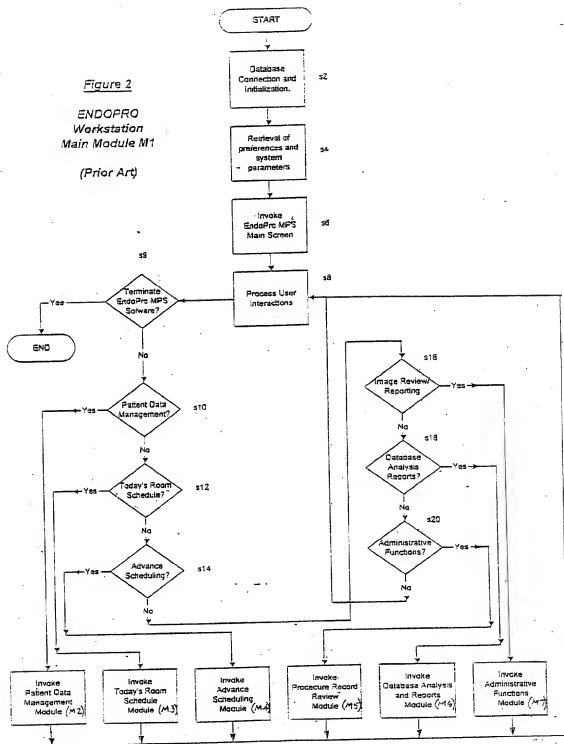 START
Figure 2
ENDOPRO
Workstation
Main Module M1
(Prior Art)
Database
Connection and
Initialization.
s2
Retrieval of
preferences and
system
parameters
s4
Invoke
EndoPro MPS
Main Screen
s6
Process User
Interactions
s8
s9
Terminate
EndoPro MPS
Sofware?
Yes
END
No
Patient Data
Management?
s10
Yes
No
Today's Room
Schedule?
s12
Yes
No
Advance
Scheduling?
s14
Yes
No
s16
Image Review/
Reporting
Yes
No
s18
Database
Analysis
Reports?
Yes
No
s20
Administrative
Functions?
Yes
No
Invoke
Patient Data
Management
Module (M2)
Invoke
Today's Room
Schedule
Module (M3)
Invoke
Advance
Scheduling
Module (M4)
Invoke
Procedure Record
Review
Module (M5)
Invoke
Database Analysis
and Reports
Module (M6)
Invoke
Administrative
Functions
Module (M7)